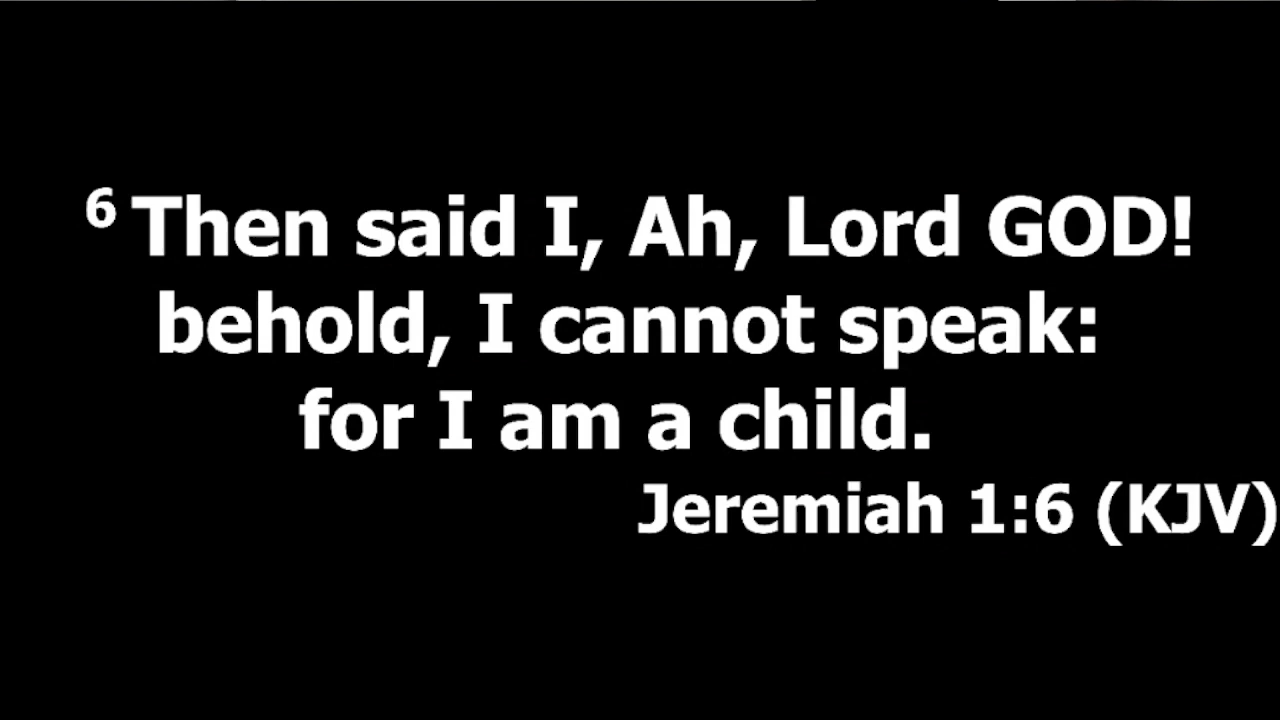 6 Then said I, Ah, Lord GOD!
behold, I cannot speak:
for I am a child.
Jeremiah 1:6 (KJV)